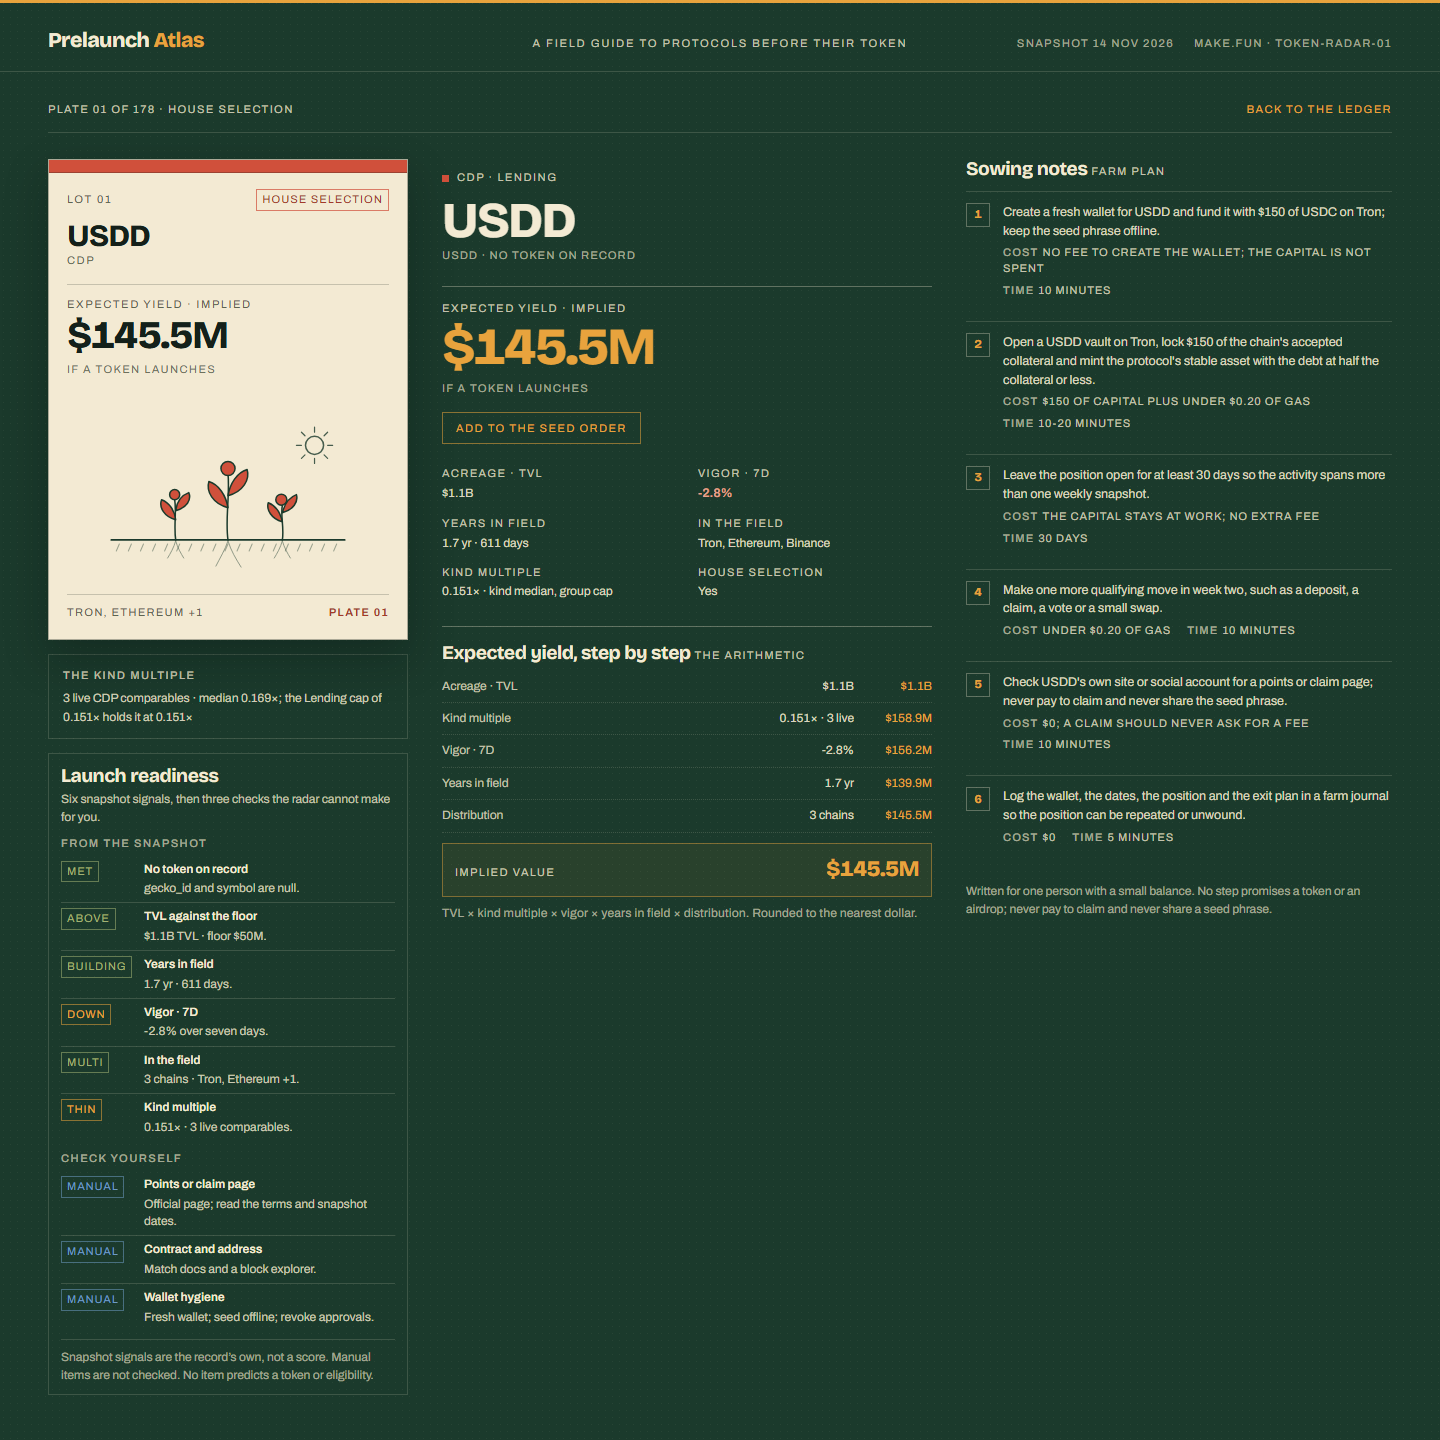 Prelaunch Atlas
A FIELD GUIDE TO PROTOCOLS BEFORE THEIR TOKEN
SNAPSHOT 14 NOV 2026 MAKE.FUN · TOKEN-RADAR-01
PLATE 01 OF 178 · HOUSE SELECTION
BACK TO THE LEDGER
LOT 01
HOUSE SELECTION
USDD
CDP
EXPECTED YIELD · IMPLIED
$145.5M
IF A TOKEN LAUNCHES
TRON, ETHEREUM +1
PLATE 01
THE KIND MULTIPLE
3 live CDP comparables · median 0.169×; the Lending cap of
0.151× holds it at 0.151×
Launch readiness
Six snapshot signals, then three checks the radar cannot make
for you.
FROM THE SNAPSHOT
MET
No token on record
gecko_id and symbol are null.
ABOVE
TVL against the floor
$1.1B TVL · floor $50M.
BUILDING
Years in field
1.7 yr · 611 days.
DOWN
Vigor · 7D
-2.8% over seven days.
MULTI
In the field
3 chains · Tron, Ethereum +1.
THIN
Kind multiple
0.151× · 3 live comparables.
CHECK YOURSELF
MANUAL
Points or claim page
Official page; read the terms and snapshot
dates.
MANUAL
Contract and address
Match docs and a block explorer.
MANUAL
Wallet hygiene
Fresh wallet; seed offline; revoke approvals.
Snapshot signals are the record's own, not a score. Manual
items are not checked. No item predicts a token or eligibility.
CDP · LENDING
USDD
USDD · NO TOKEN ON RECORD
EXPECTED YIELD · IMPLIED
$145.5M
IF A TOKEN LAUNCHES
ADD TO THE SEED ORDER
ACREAGE · TVL
$1.1B
VIGOR · 7D
-2.8%
YEARS IN FIELD
1.7 yr · 611 days
IN THE FIELD
Tron, Ethereum, Binance
KIND MULTIPLE
0.151× · kind median, group cap
HOUSE SELECTION
Yes
Expected yield, step by step THE ARITHMETIC
Acreage · TVL $1.1B $1.1B
Kind multiple 0.151× · 3 live $158.9M
Vigor · 7D -2.8% $156.2M
Years in field 1.7 yr $139.9M
Distribution 3 chains $145.5M
IMPLIED VALUE $145.5M
TVL × kind multiple × vigor × years in field × distribution. Rounded to the nearest dollar.
Sowing notes FARM PLAN
1
Create a fresh wallet for USDD and fund it with $150 of USDC on Tron;
keep the seed phrase offline.
COST NO FEE TO CREATE THE WALLET; THE CAPITAL IS NOT
SPENT
TIME 10 MINUTES
2
Open a USDD vault on Tron, lock $150 of the chain's accepted
collateral and mint the protocol's stable asset with the debt at half the
collateral or less.
COST $150 OF CAPITAL PLUS UNDER $0.20 OF GAS
TIME 10-20 MINUTES
3
Leave the position open for at least 30 days so the activity spans more
than one weekly snapshot.
COST THE CAPITAL STAYS AT WORK; NO EXTRA FEE
TIME 30 DAYS
4
Make one more qualifying move in week two, such as a deposit, a
claim, a vote or a small swap.
COST UNDER $0.20 OF GAS TIME 10 MINUTES
5
Check USDD's own site or social account for a points or claim page;
never pay to claim and never share the seed phrase.
COST $0; A CLAIM SHOULD NEVER ASK FOR A FEE
TIME 10 MINUTES
6
Log the wallet, the dates, the position and the exit plan in a farm journal
so the position can be repeated or unwound.
COST $0 TIME 5 MINUTES
Written for one person with a small balance. No step promises a token or an
airdrop; never pay to claim and never share a seed phrase.